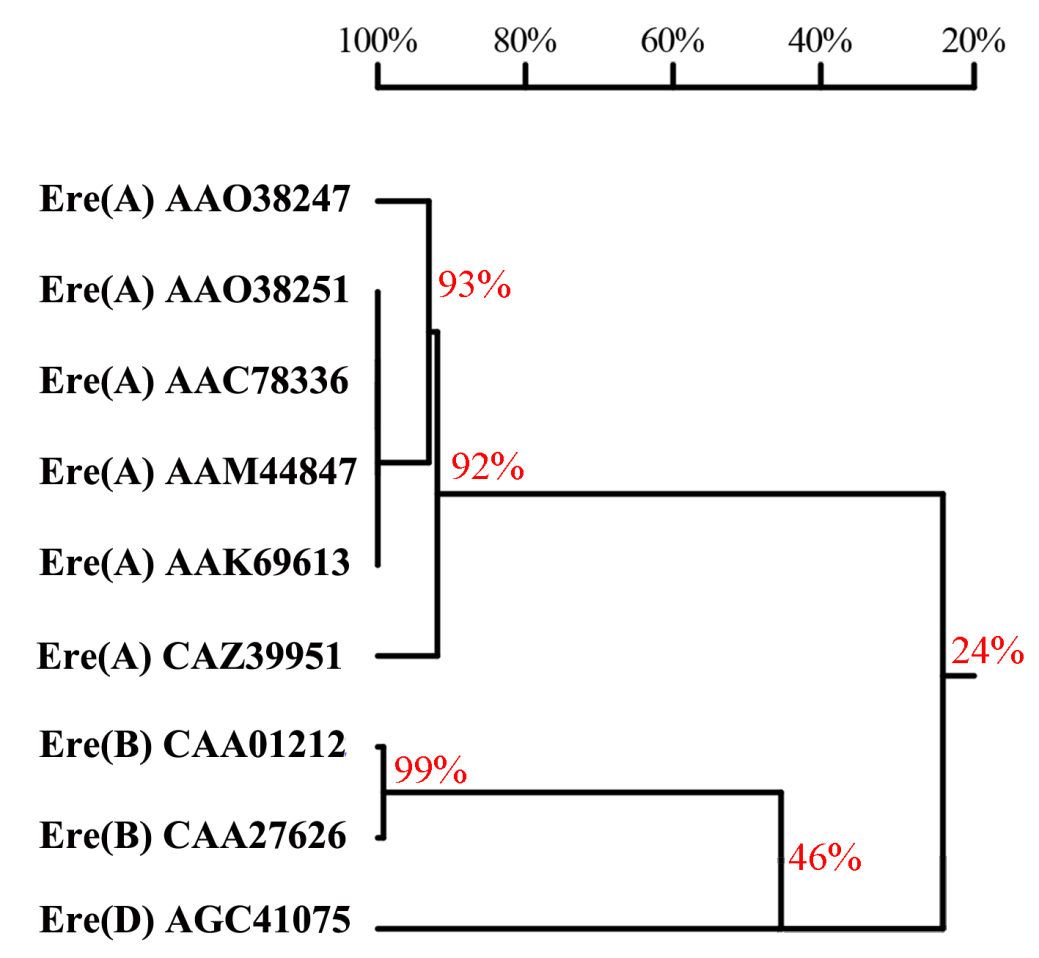 100% 80% 60% 40% 20%
Ere(A) AAO38247
93%
Ere(A) AAO38251
Ere(A) AAC78336
Ere(A) AAM44847
92%
Ere(A) AAK69613
Ere(A) CAZ39951
24%
Ere(B) CAA01212
99%
Ere(B) CAA27626
46%
Ere(D) AGC41075